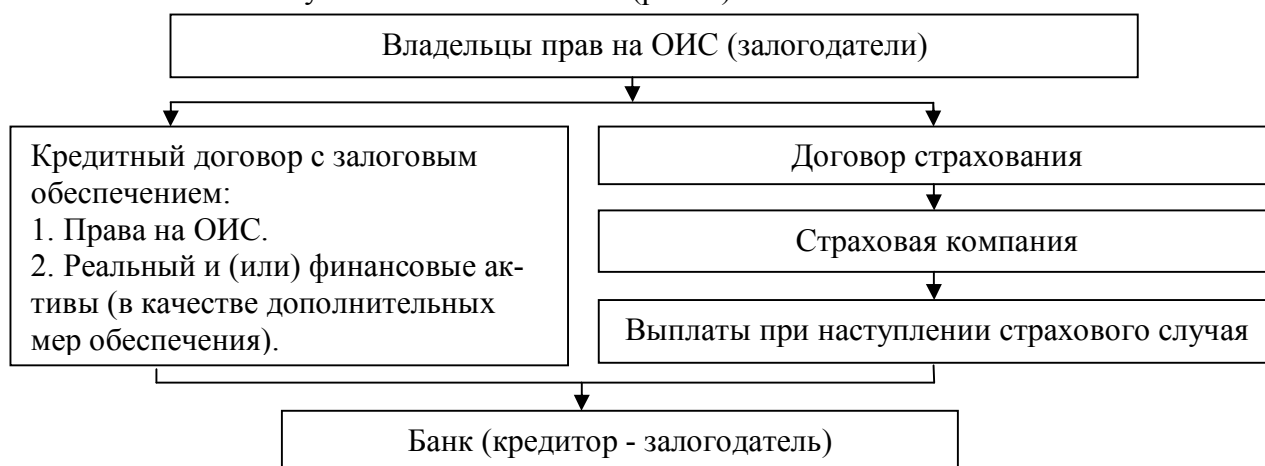 Владельцы прав на ОИС (залогодатели)
Кредитный договор с залоговым
обеспечением:
1. Права на ОИС.
2. Реальный и (или) финансовые ак-
тивы (в качестве дополнительных
мер обеспечения).
Договор страхования
Страховая компания
Выплаты при наступлении страхового случая
Банк (кредитор - залогодатель)